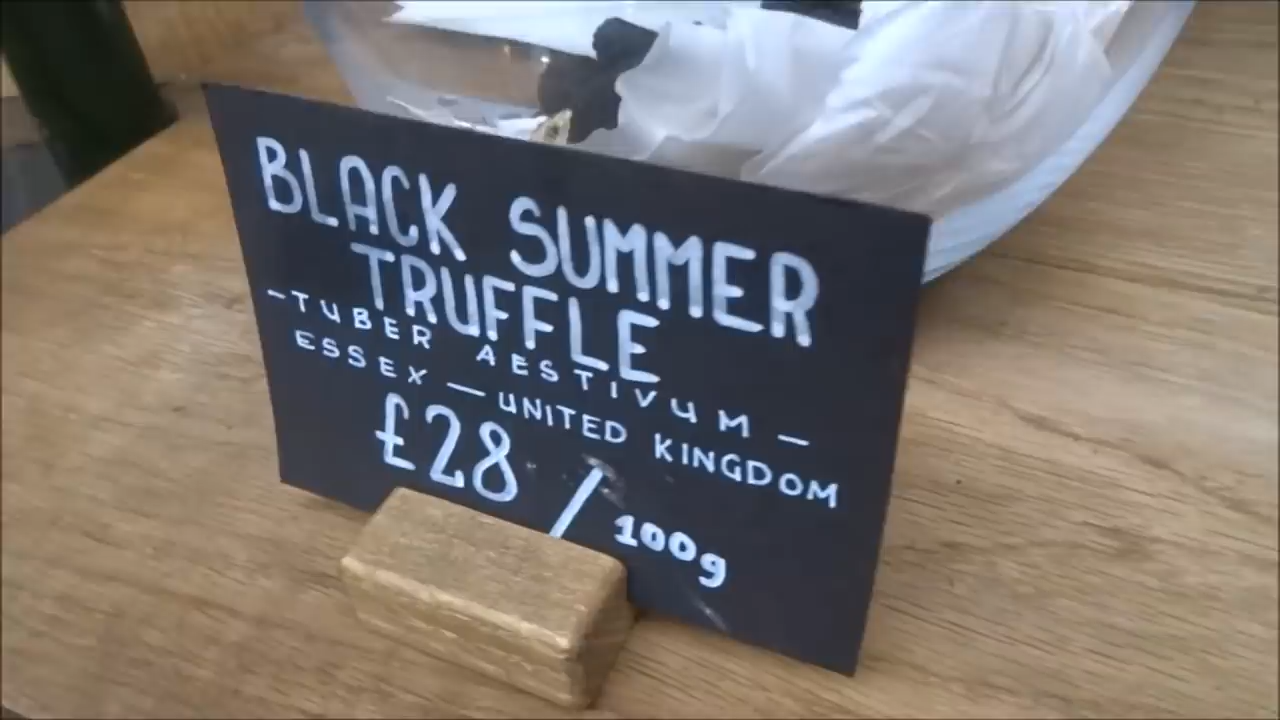 BLACK SUMMER
TRUFFLE
-TUBER AESTIVUM-
ESSEX - UNITED KINGDOM
£28 / 100g